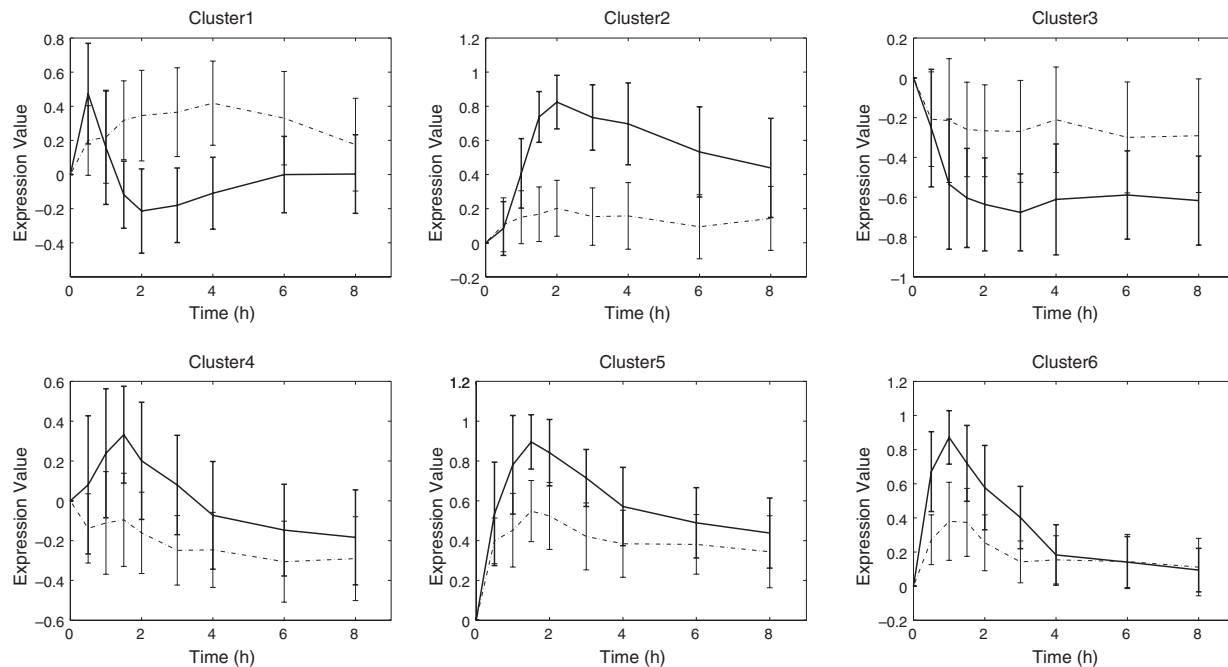 Cluster1
Cluster2
Cluster3
0.8
0.6
0.4
0.2
0
−0.2
−0.4
0 2 4 6 8
Expression Value
Time (h)
1.2
1
0.8
0.6
0.4
0.2
0
−0.2
0 2 4 6 8
Expression Value
Time (h)
0.2
0
−0.2
−0.4
−0.6
−0.8
−1
0 2 4 6 8
Expression Value
Time (h)
Cluster4
Cluster5
Cluster6
0.6
0.4
0.2
0
−0.2
−0.4
−0.6
0 2 4 6 8
Expression Value
Time (h)
1.2
1
0.8
0.6
0.4
0.2
0
0 2 4 6 8
Expression Value
Time (h)
1.2
1
0.8
0.6
0.4
0.2
0
−0.2
0 2 4 6 8
Expression Value
Time (h)